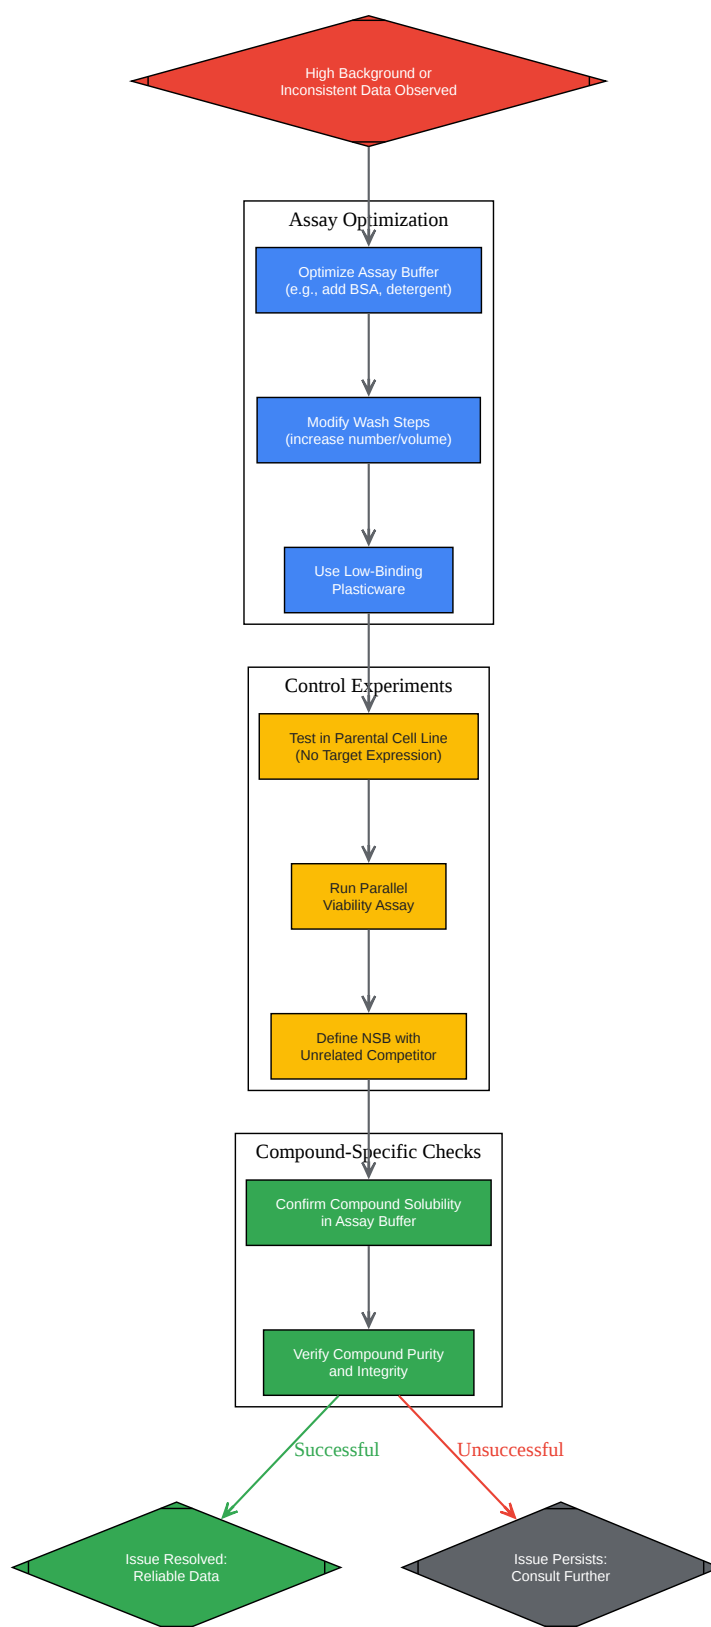 High Background or
Inconsistent Data Observed
Assay Optimization
Optimize Assay Buffer
(e.g., add BSA, detergent)
Modify Wash Steps
(increase number/volume)
Use Low-Binding
Plasticware
Control Experiments
Test in Parental Cell Line
(No Target Expression)
Run Parallel
Viability Assay
Define NSB with
Unrelated Competitor
Compound-Specific Checks
Confirm Compound Solubility
in Assay Buffer
Verify Compound Purity
and Integrity
Successful
Unsuccessful
Issue Resolved:
Reliable Data
Issue Persists:
Consult Further